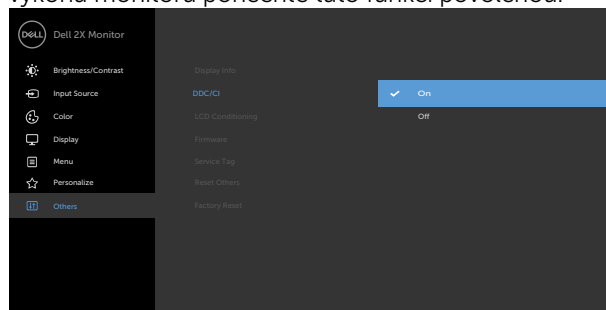 výkonu monitoru ponechte tuto funkci povolenou.
DELL Dell 2X Monitor
Brightness/Contrast Display Info
Input Source DDC/CI On
Color LCD Conditioning Off
Display Firmware
Menu Service Tag
Personalize Reset Others
Others Factory Reset